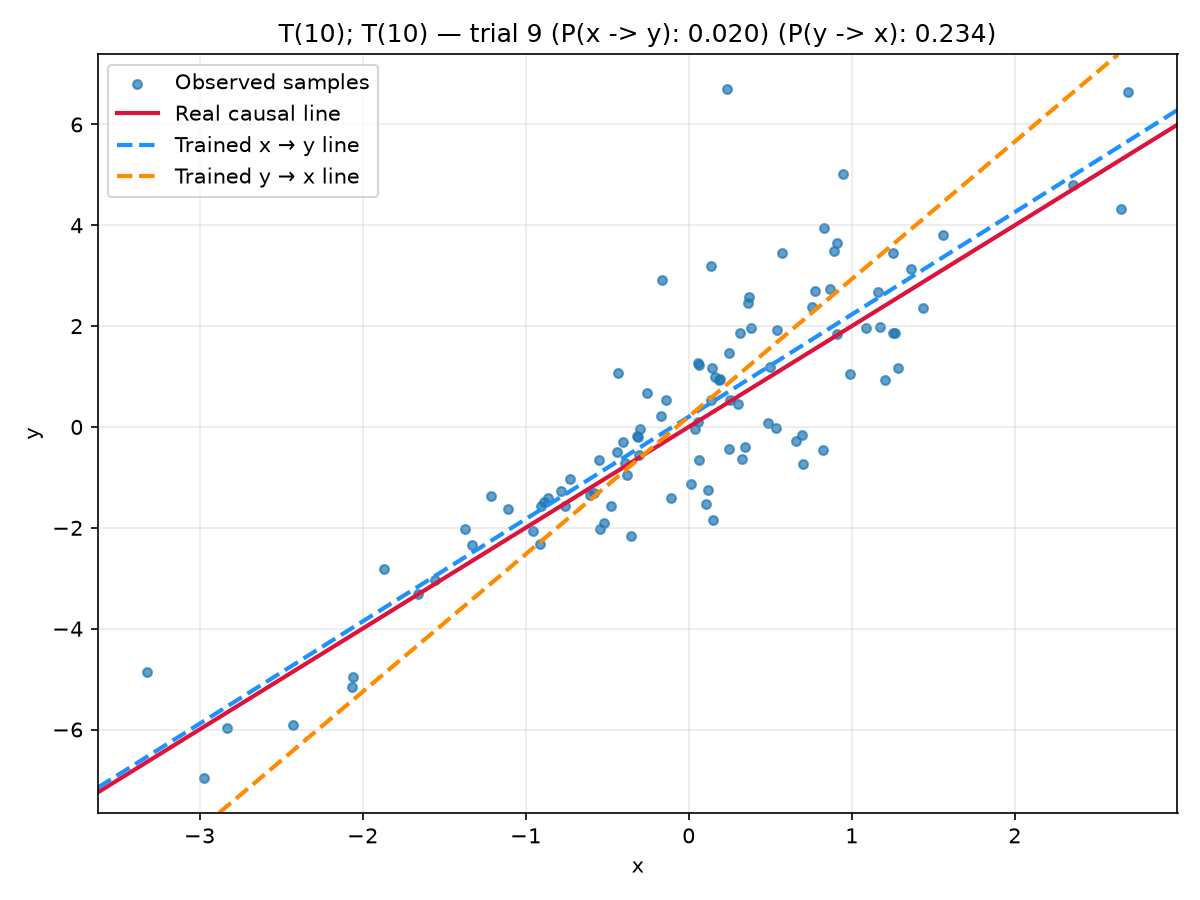 T(10); T(10) — trial 9 (P(x -> y): 0.020) (P(y -> x): 0.234)
Observed samples
Real causal line
Trained x → y line
Trained y → x line
6
4
2
0
−2
−4
−6
y
−3
−2
−1
0
1
2
x